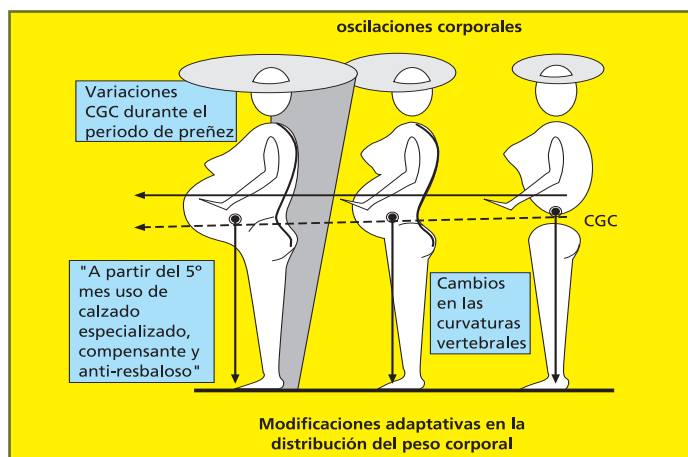 oscilaciones corporales
Variaciones
CGC durante el
periodo de preñez
CGC
"A partir del 5º
mes uso de
calzado
especializado,
compensante y
anti-resbaloso"
Cambios
en las
curvaturas
vertebrales
Modificaciones adaptativas en la
distribución del peso corporal